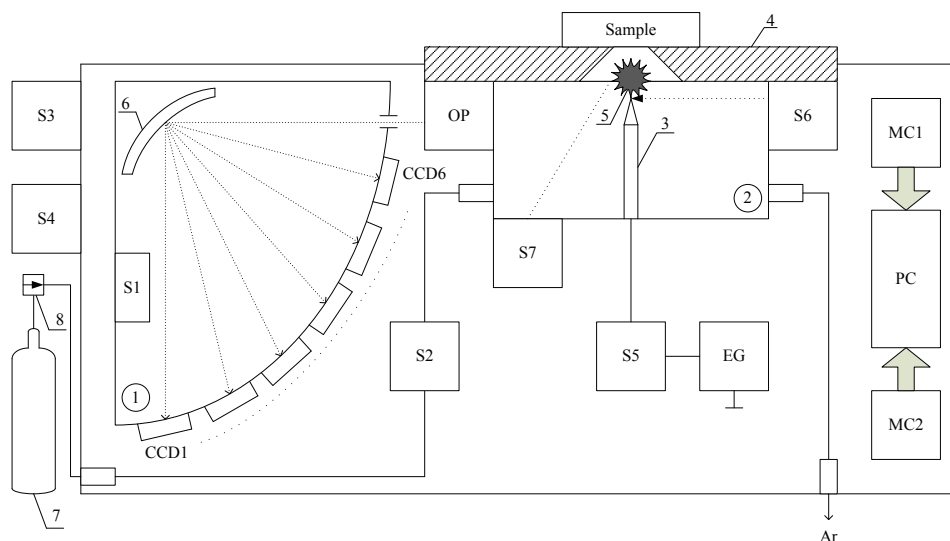 Sample
4
S3
6
OP
5
3
S6
MC1
CCD6
S4
2
S7
S1
PC
8
S2
S5
EG
1
MC2
CCD1
7
Ar